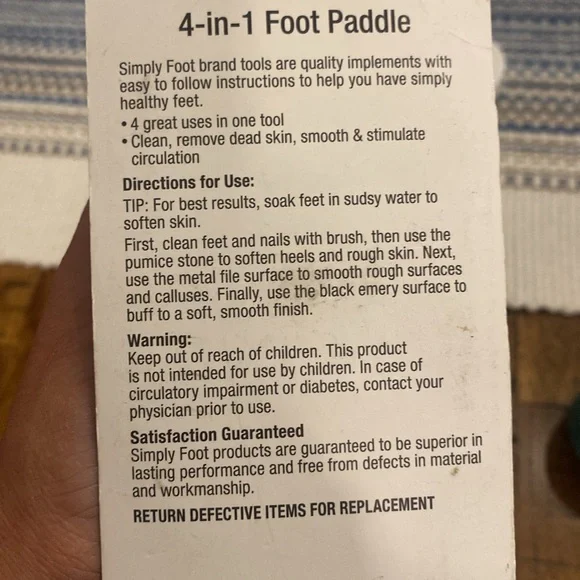 4-in-1 Foot Paddle
Simply Foot brand tools are quality implements with
easy to follow instructions to help you have simply
healthy feet.
• 4 great uses in one tool
• Clean, remove dead skin, smooth & stimulate
circulation
Directions for Use:
TIP: For best results, soak feet in sudsy water to
soften skin.
First, clean feet and nails with brush, then use the
pumice stone to soften heels and rough skin. Next,
use the metal file surface to smooth rough surfaces
and calluses. Finally, use the black emery surface to
buff to a soft, smooth finish.
Warning:
Keep out of reach of children. This product
is not intended for use by children. In case of
circulatory impairment or diabetes, contact your
physician prior to use.
Satisfaction Guaranteed
Simply Foot products are guaranteed to be superior in
lasting performance and free from defects in material
and workmanship.
RETURN DEFECTIVE ITEMS FOR REPLACEMENT